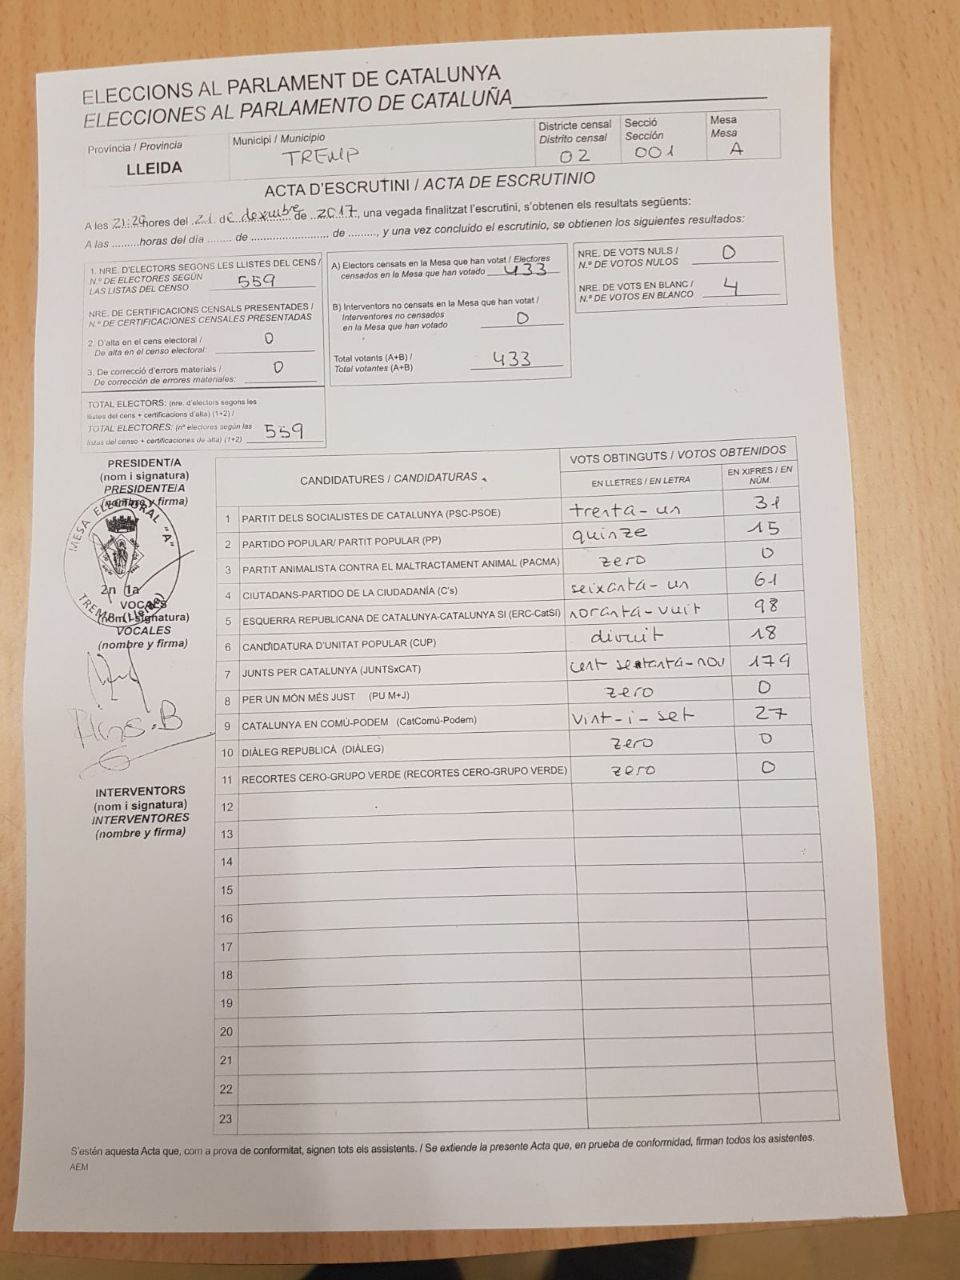 ELECCIONS AL PARLAMENT DE CATALUNYA
ELECCIONES AL PARLAMENTO DE CATALUÑA
Província / Provincia
LLEIDA
Municipi / Municipio
TREMP
Districte censal
Distrito censal
02
Secció
Sección
001
Mesa
Mesa
A
ACTA D'ESCRUTINI / ACTA DE ESCRUTINIO
A les 21:29 hores del 21 de desembre de 2017, una vegada finalitzat l'escrutini, s'obtenen els resultats següents:
A las .........horas del día ........ de ......................... de ........., y una vez concluido el escrutinio, se obtienen los siguientes resultados:
1. NRE. D'ELECTORS SEGONS LES LLISTES DEL CENS /
N.º DE ELECTORES SEGÚN
LAS LISTAS DEL CENSO 559
NRE. DE CERTIFICACIONS CENSALS PRESENTADES /
N.º DE CERTIFICACIONES CENSALES PRESENTADAS
2. D'alta en el cens electoral /
De alta en el censo electoral: 0
3. De correcció d'errors materials /
De corrección de errores materiales: 0
TOTAL ELECTORS: (nre. d'electors segons les
llistes del cens + certificacions d'alta) (1+2) /
TOTAL ELECTORES: (nº electores según las
listas del censo + certificaciones de alta) (1+2) 559
A) Electors censats en la Mesa que han votat / Electores
censados en la Mesa que han votado 433
B) Interventors no censats en la Mesa que han votat /
Interventores no censados
en la Mesa que han votado 0
Total votants (A+B) /
Total votantes (A+B) 433
NRE. DE VOTS NULS /
N.º DE VOTOS NULOS 0
NRE. DE VOTS EN BLANC /
N.º DE VOTOS EN BLANCO 4
PRESIDENT/A
(nom i signatura)
PRESIDENTE/A
(nombre y firma)
MESA ELECTORAL "A"
TREMP (Lleida)
2n 1a
VOCALS
(nom i signatura)
VOCALES
(nombre y firma)
INTERVENTORS
(nom i signatura)
INTERVENTORES
(nombre y firma)
CANDIDATURES / CANDIDATURAS
VOTS OBTINGUTS / VOTOS OBTENIDOS
EN LLETRES / EN LETRA
EN XIFRES / EN
NÚM.
1 PARTIT DELS SOCIALISTES DE CATALUNYA (PSC-PSOE) trenta-un 31
2 PARTIDO POPULAR/ PARTIT POPULAR (PP) quinze 15
3 PARTIT ANIMALISTA CONTRA EL MALTRACTAMENT ANIMAL (PACMA) zero 0
4 CIUTADANS-PARTIDO DE LA CIUDADANÍA (C's) seixanta-un 61
5 ESQUERRA REPUBLICANA DE CATALUNYA-CATALUNYA SI (ERC-CatSí) noranta-vuit 98
6 CANDIDATURA D'UNITAT POPULAR (CUP) divuit 18
7 JUNTS PER CATALUNYA (JUNTSxCAT) cent setanta-nou 179
8 PER UN MÓN MÉS JUST (PU M+J) zero 0
9 CATALUNYA EN COMÚ-PODEM (CatComú-Podem) vint-i-set 27
10 DIÀLEG REPUBLICÀ (DIÀLEG) zero 0
11 RECORTES CERO-GRUPO VERDE (RECORTES CERO-GRUPO VERDE) zero 0
12
13
14
15
16
17
18
19
20
21
22
23
S'estén aquesta Acta que, com a prova de conformitat, signen tots els assistents. / Se extiende la presente Acta que, en prueba de conformidad, firman todos los asistentes.
AEM